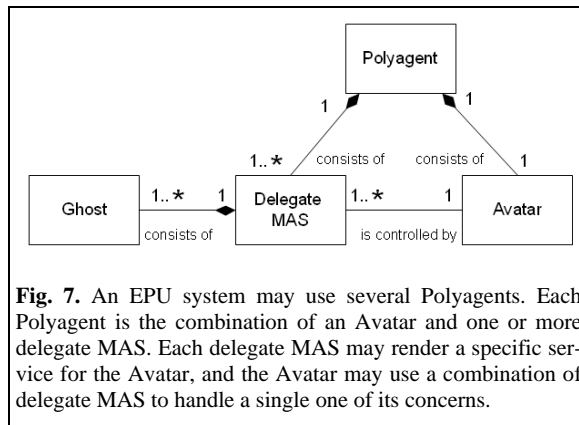 Polyagent
1 1
1..* consists of consists of 1
Ghost 1..* 1 Delegate MAS 1..* 1 Avatar
consists of is controlled by
Fig. 7. An EPU system may use several Polyagents. Each
Polyagent is the combination of an Avatar and one or more
delegate MAS. Each delegate MAS may render a specific ser-
vice for the Avatar, and the Avatar may use a combination of
delegate MAS to handle a single one of its concerns.